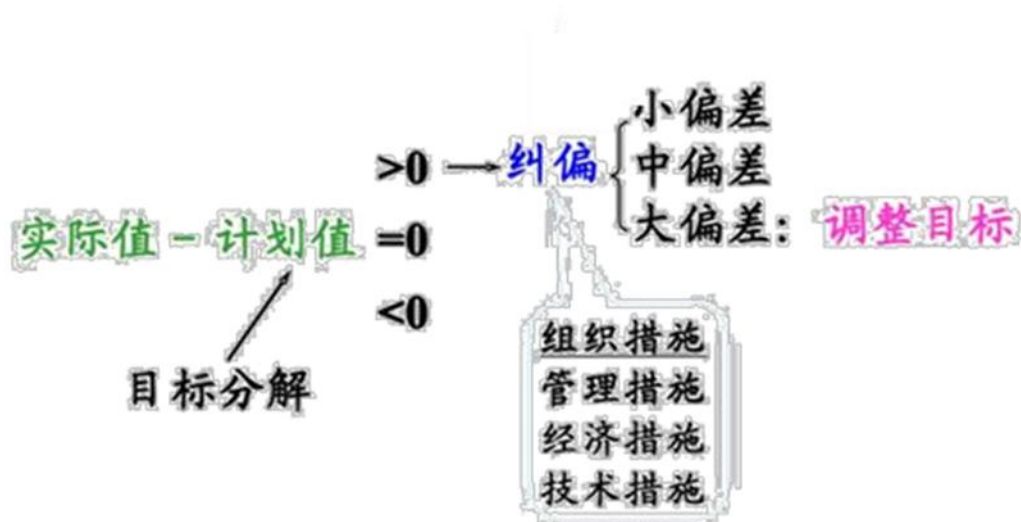 小偏差
>0 → 纠偏 中偏差
大偏差：调整目标
实际值-计划值 =0
<0
目标分解
组织措施
管理措施
经济措施
技术措施